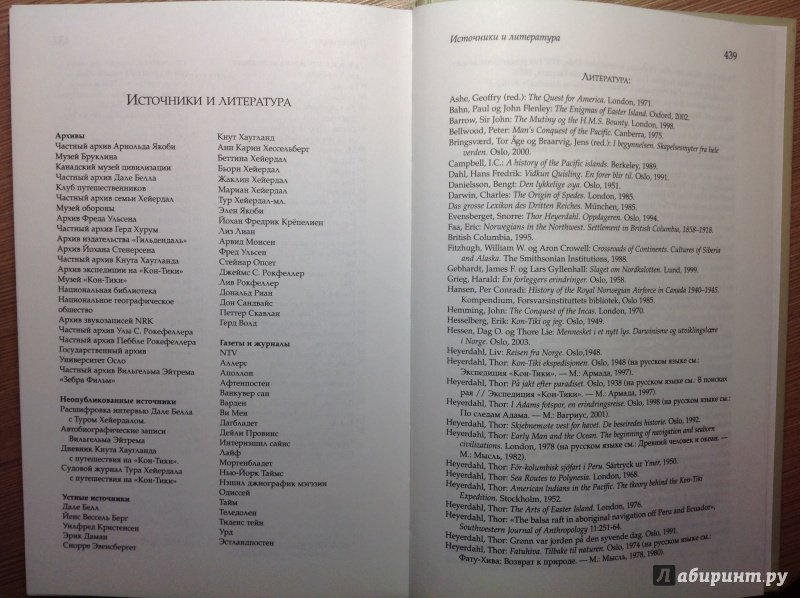 Источники и литература
Архивы
Частный архив Арнольда Якоби
Музей Бруклина
Канадский музей цивилизации
Частный архив Дале Белла
Клуб путешественников
Частный архив семьи Хейердал
Музей обороны
Архив Фреда Ульсена
Частный архив Герд Хурум
Архив издательства «Гильдендаль»
Архив Йохана Стенерсена
Частный архив Кнута Хаугланда
Архив экспедиции на «Кон-Тики»
Музей «Кон-Тики»
Национальная библиотека
Национальное географическое
общество
Архив звукозаписей NRK
Частный архив Улы С. Рокфеллера
Частный архив Пеббле Рокфеллера
Государственный архив
Университет Осло
Частный архив Вильгельма Эйтрема
«Зебра Фильм»
Неопубликованные источники
Расшифровка интервью Дале Белла
с Туром Хейердалом.
Автобиографические записи
Вильгельма Эйтрема
Дневник Кнута Хаугланда
с путешествия на «Кон-Тики».
Судовой журнал Тура Хейердала
с путешествия на «Кон-Тики»
Устные источники
Дале Белл
Йенс Вессель Берг
Уилфред Кристенсен
Эрик Даман
Снорре Эвенсбергет
Кнут Хаугланд
Анн Карин Хессельберг
Беттина Хейердал
Бьорн Хейердал
Жаклин Хейердал
Мариан Хейердал
Тур Хейердал-мл.
Элен Якоби
Йохан Фредрик Крёпелиен
Лиз Лиан
Арвид Монсен
Фред Ульсен
Стейнар Опсет
Джеймс С. Рокфеллер
Лив Рокфеллер
Дональд Риан
Дон Сандвайс
Петтер Скавлан
Герд Волд
Газеты и журналы
NTV
Аллерс
Аполлон
Афтенпостен
Ванкувер сан
Варден
Ви Мен
Дагбладет
Дейли Провинс
Интернэшнл сайнс
Лайф
Моргенбладет
Нью-Йорк Таймс
Нэшнл джиографик мэгэзин
Одиссей
Тайм
Теледолен
Тиденс тейн
Урд
Эстландпостен
Источники и литература
439
Литература:
Ashe, Geoffry (red.): The Quest for America. London, 1971.
Bahn, Paul og John Flenley: The Enigmas of Easter Island. Oxford, 2002.
Barrow, Sir John: The Mutiny og the H.M.S. Bounty. London, 1998.
Bellwood, Peter: Man's Conquest of the Pacific. Canberra, 1975.
Bringsværd, Tor Åge og Braarvig, Jens (red.): I begynnelsen. Skapelsesmyter fra hele
verden. Oslo, 2000.
Campbell, I.C.: A history of the Pacific islands. Berkeley, 1989.
Dahl, Hans Fredrik: Vidkun Quisling. En fører blir til. Oslo, 1991.
Danielsson, Bengt: Den lykkelige øya. Oslo, 1951.
Darwin, Charles: The Origin of Spedes. London, 1985.
Das grosse Lexikon des Dritten Reiches. München, 1985.
Evensberget, Snorre: Thor Heyerdahl. Oppdageren. Oslo, 1994.
Faa, Eric: Norwegians in the Northwest. Settlement in British Columbia, 1858–1918.
British Columbia, 1995.
Fitzhugh, William W. og Aron Crowell: Crossroads of Continents. Cultures of Siberia
and Alaska. The Smithsonian Institutions, 1988.
Gebhardt, James F. og Lars Gyllenhall: Slaget om Nordkalotten. Lund, 1999.
Grieg, Harald: En forleggers erindringer. Oslo, 1958.
Hansen, Per Conradi: History of the Royal Norwegian Airforce in Canada 1940–1945.
Kompendium, Forsvarsinstituttets bibliotek, Oslo 1985.
Hemming, John: The Conquest of the Incas. London, 1970.
Hesselberg, Erik: Kon-Tiki og jeg. Oslo, 1949.
Hessen, Dag O. og Thore Lie: Mennesket i et nytt lys. Darwinisme og utviklingslære
i Norge. Oslo, 2003.
Heyerdahl, Liv: Reisen fra Norge. Oslo,1948.
Heyerdahl, Thor: Kon-Tiki ekspedisjonen. Oslo, 1948 (на русском языке см.:
Экспедиция «Кон-Тики». — М.: Армада, 1997).
Heyerdahl, Thor: På jakt efter paradiset. Oslo, 1938 (на русском языке см.: В поисках
рая // Экспедиция «Кон-Тики». — М.: Армада, 1997).
Heyerdahl, Thor: I Adams fotspor, en erindringsreise. Oslo, 1998 (на русском языке см.:
По следам Адама. — М.: Вагриус, 2001).
Heyerdahl, Thor: Skjebnemøte vest for havet. De beseiredes historie. Oslo, 1992.
Heyerdahl, Thor: Early Man and the Ocean. The beginning of navigation and seaborn
civilizations. London, 1978 (на русском языке см.: Древний человек и океан. —
М.: Мысль, 1982).
Heyerdahl, Thor: För-kolumbisk sjöfart i Peru. Särtryck ur Ymer, 1950.
Heyerdahl, Thor: Sea Routes to Polynesia. London, 1968.
Heyerdahl, Thor: American Indians in the Pacific. The theory behind the Kon-Tiki
Expedition. Stockholm, 1952.
Heyerdahl, Thor: The Arts of Easter Island. London, 1976.
Heyerdahl, Thor: «The balsa raft in aboriginal navigation off Peru and Ecuador»,
Southwestern Journal of Anthropology 11:251-64.
Heyerdahl, Thor: Grønn var jorden på den syvende dag. Oslo, 1991.
Heyerdahl, Thor: Fatuhiva. Tilbake til naturen. Oslo, 1974 (на русском языке см.:
Фату-Хива: Возврат к природе. — М.: Мысль, 1978, 1980).
Лабиринт.ру